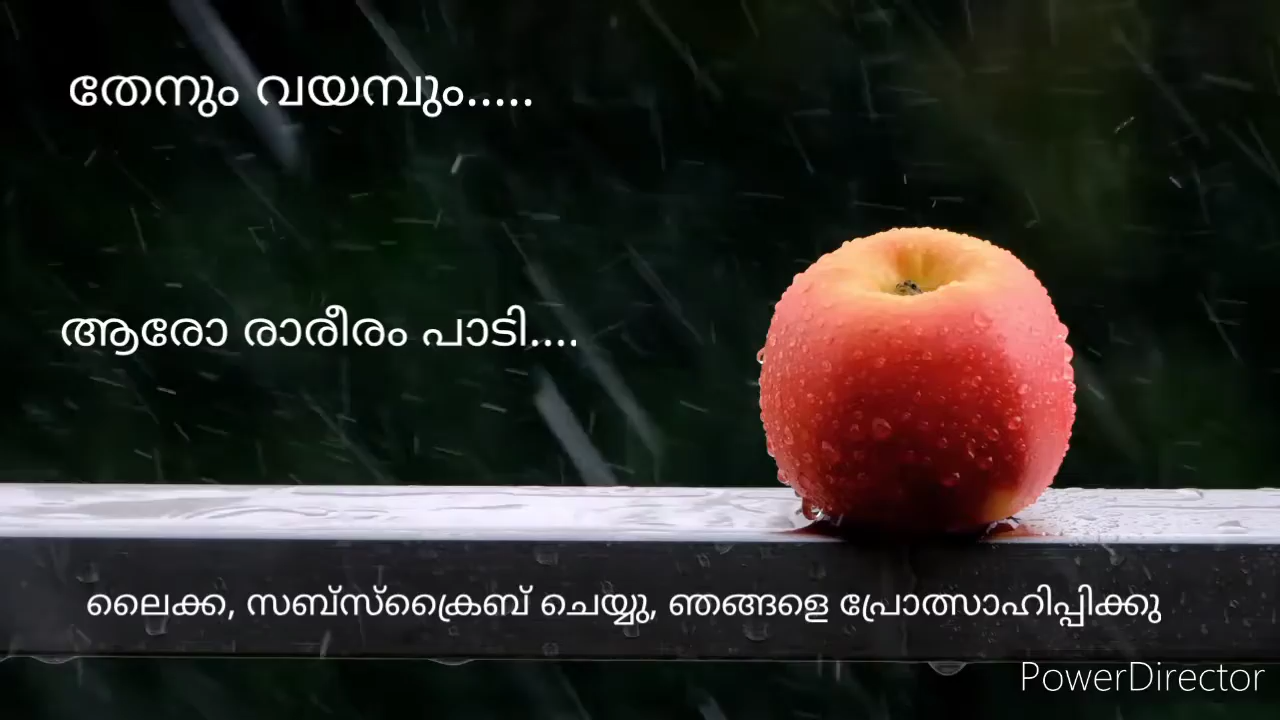 തേനും വയമ്പും.....
ആരോ രാരീരം പാടി....
ലൈക്ക, സബ്സ്ക്രൈബ് ചെയ്യു, ഞങ്ങളെ പ്രോത്സാഹിപ്പിക്കു
PowerDirector